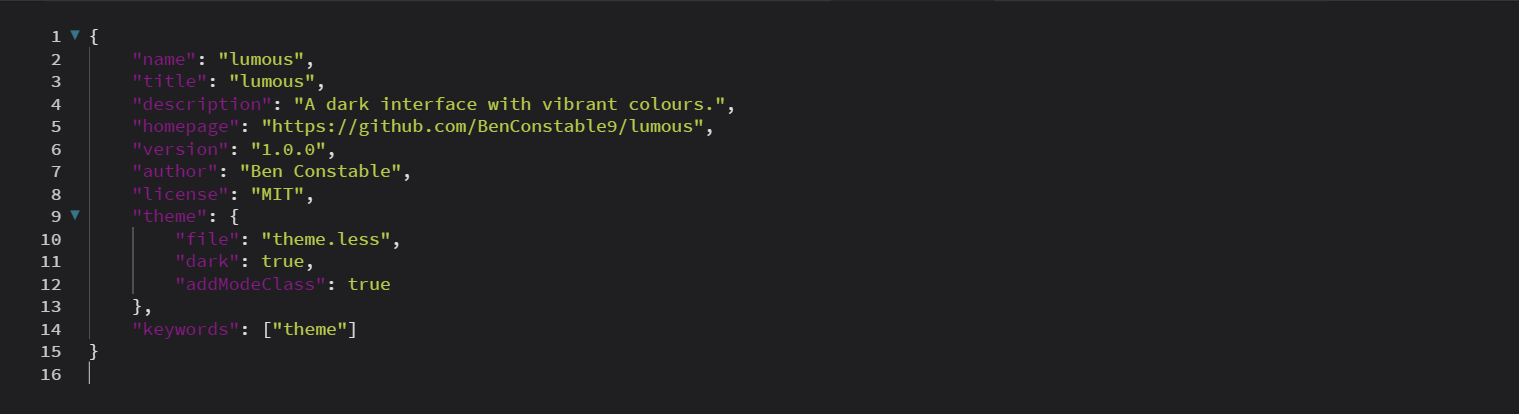 1 {
2     "name": "lumous",
3     "title": "lumous",
4     "description": "A dark interface with vibrant colours.",
5     "homepage": "https://github.com/BenConstable9/lumous",
6     "version": "1.0.0",
7     "author": "Ben Constable",
8     "license": "MIT",
9     "theme": {
10         "file": "theme.less",
11         "dark": true,
12         "addModeClass": true
13     },
14     "keywords": ["theme"]
15 }
16